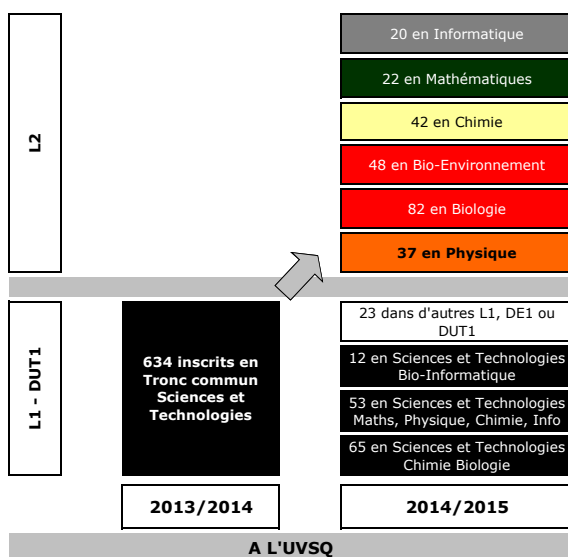 20 en Informatique
22 en Mathématiques
42 en Chimie
48 en Bio-Environnement
82 en Biologie
37 en Physique
L2
23 dans d'autres L1, DE1 ou
DUT1
12 en Sciences et Technologies
Bio-Informatique
53 en Sciences et Technologies
Maths, Physique, Chimie, Info
65 en Sciences et Technologies
Chimie Biologie
634 inscrits en
Tronc commun
Sciences et
Technologies
L1 - DUT1
2013/2014
2014/2015
A L'UVSQ